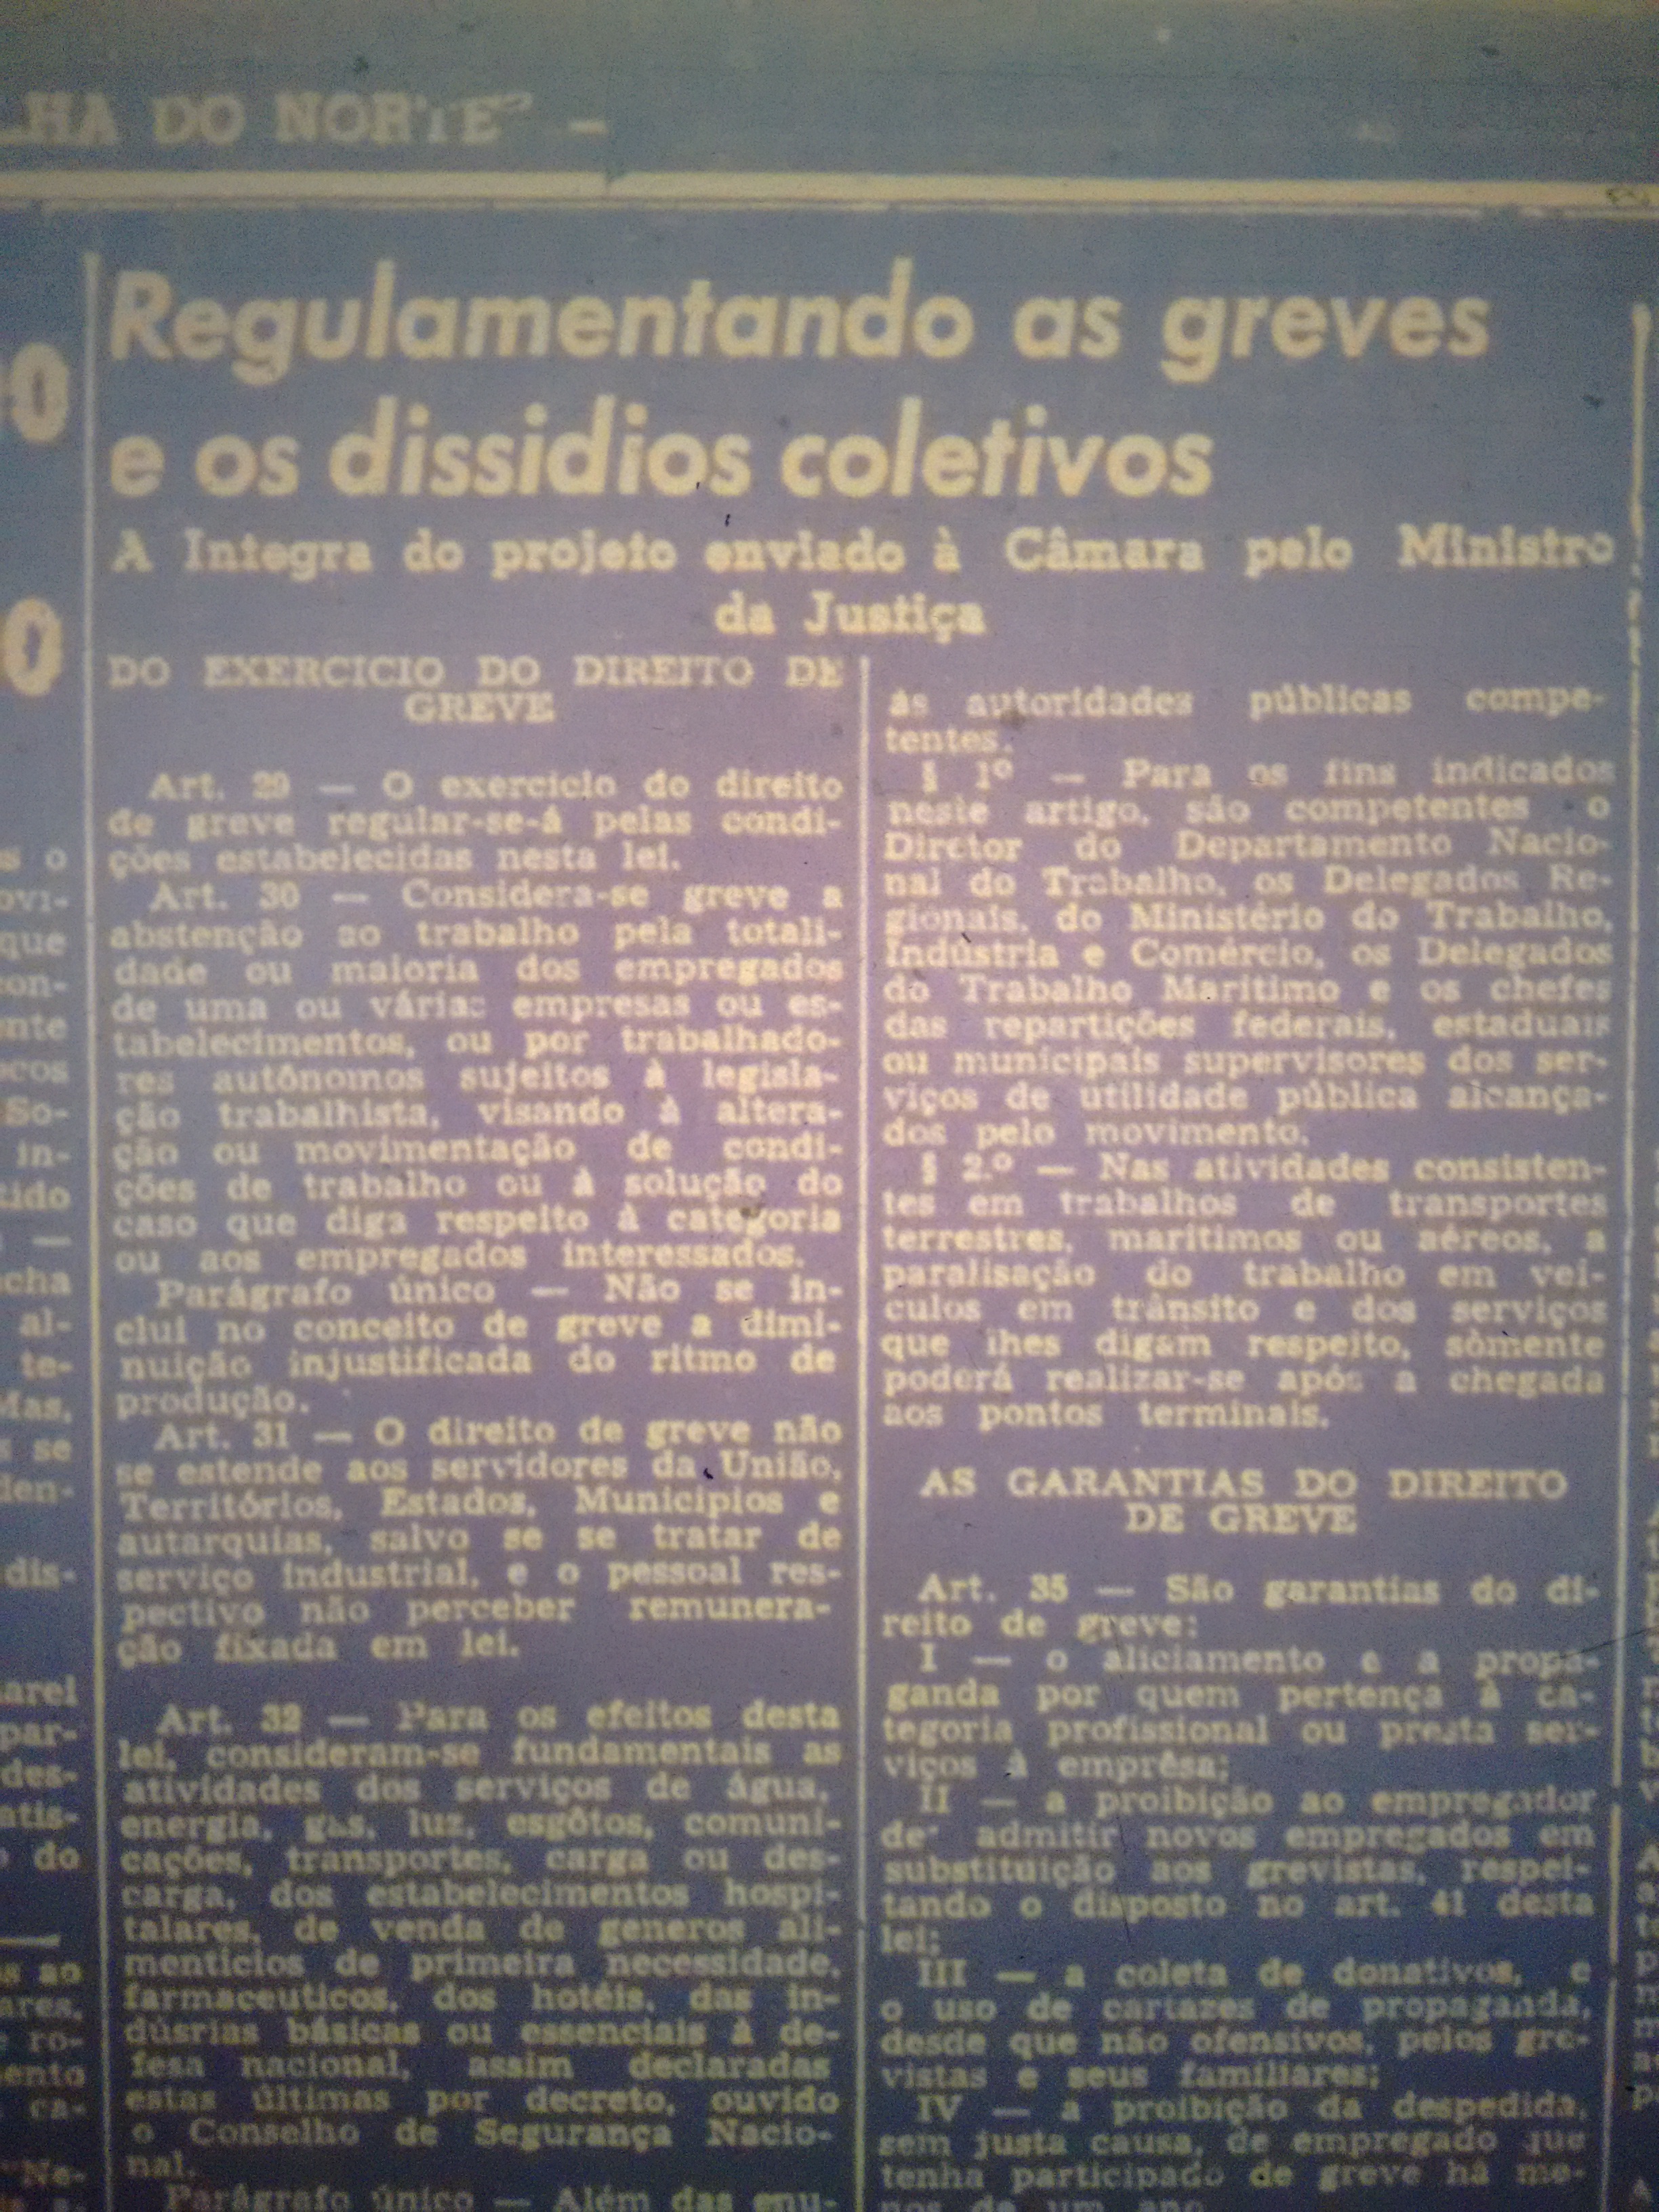 LHA DO NORTE" —
Regulamentando as greves
e os dissidios coletivos
A Integra do projeto enviado à Câmara pelo Ministro
da Justiça
DO EXERCICIO DO DIREITO DE
GREVE
Art. 29 — O exercicio do direito
de greve regular-se-á pelas condi-
ções estabelecidas nesta lei.
Art. 30 — Considera-se greve a
abstenção ao trabalho pela totali-
dade ou maioria dos empregados
de uma ou várias empresas ou es-
tabelecimentos, ou por trabalhado-
res autônomos sujeitos à legisla-
ção trabalhista, visando à altera-
ção ou movimentação de condi-
ções de trabalho ou à solução do
caso que diga respeito à categoria
ou aos empregados interessados.
Parágrafo único — Não se in-
clui no conceito de greve a dimi-
nuição injustificada do ritmo de
produção.
Art. 31 — O direito de greve não
se estende aos servidores da União,
Territórios, Estados, Municipios e
autarquias, salvo se se tratar de
serviço industrial, e o pessoal res-
pectivo não perceber remunera-
ção fixada em lei.
Art. 32 — Para os efeitos desta
lei, consideram-se fundamentais as
atividades dos serviços de água,
energia, gas, luz, esgôtos, comuni-
cações, transportes, carga ou des-
carga, dos estabelecimentos hospi-
talares, de venda de generos ali-
menticios de primeira necessidade,
farmaceuticos, dos hotéis, das in-
dúsrias básicas ou essenciais à de-
fesa nacional, assim declaradas
estas últimas por decreto, ouvido
o Conselho de Segurança Nacio-
nal.
Parágrafo único — Além das enu-
às autoridades públicas compe-
tentes.
§ 1º — Para os fins indicados
neste artigo, são competentes o
Diretor do Departamento Nacio-
nal do Trabalho, os Delegados Re-
gionais, do Ministério do Trabalho,
Indústria e Comércio, os Delegados
do Trabalho Maritimo e os chefes
das repartições federais, estaduais
ou municipais supervisores dos ser-
viços de utilidade pública alcança-
dos pelo movimento.
§ 2.º — Nas atividades consisten-
tes em trabalhos de transportes
terrestres, maritimos ou aéreos, a
paralisação do trabalho em vei-
culos em trânsito e dos serviços
que lhes digam respeito, sòmente
poderá realizar-se após a chegada
aos pontos terminais.
AS GARANTIAS DO DIREITO
DE GREVE
Art. 35 — São garantias do di-
reito de greve:
I — o aliciamento e a propa-
ganda por quem pertença à ca-
tegoria profissional ou presta ser-
viços à emprêsa;
II — a proibição ao empregador
de admitir novos empregados em
substituição aos grevistas, respei-
tando o disposto no art. 41 desta
lei;
III — a coleta de donativos, e
o uso de cartazes de propaganda,
desde que não ofensivos, pelos gre-
vistas e seus familiares;
IV — a proibição da despedida,
sem justa causa, de empregado que
tenha participado de greve há me-
nos de um ano